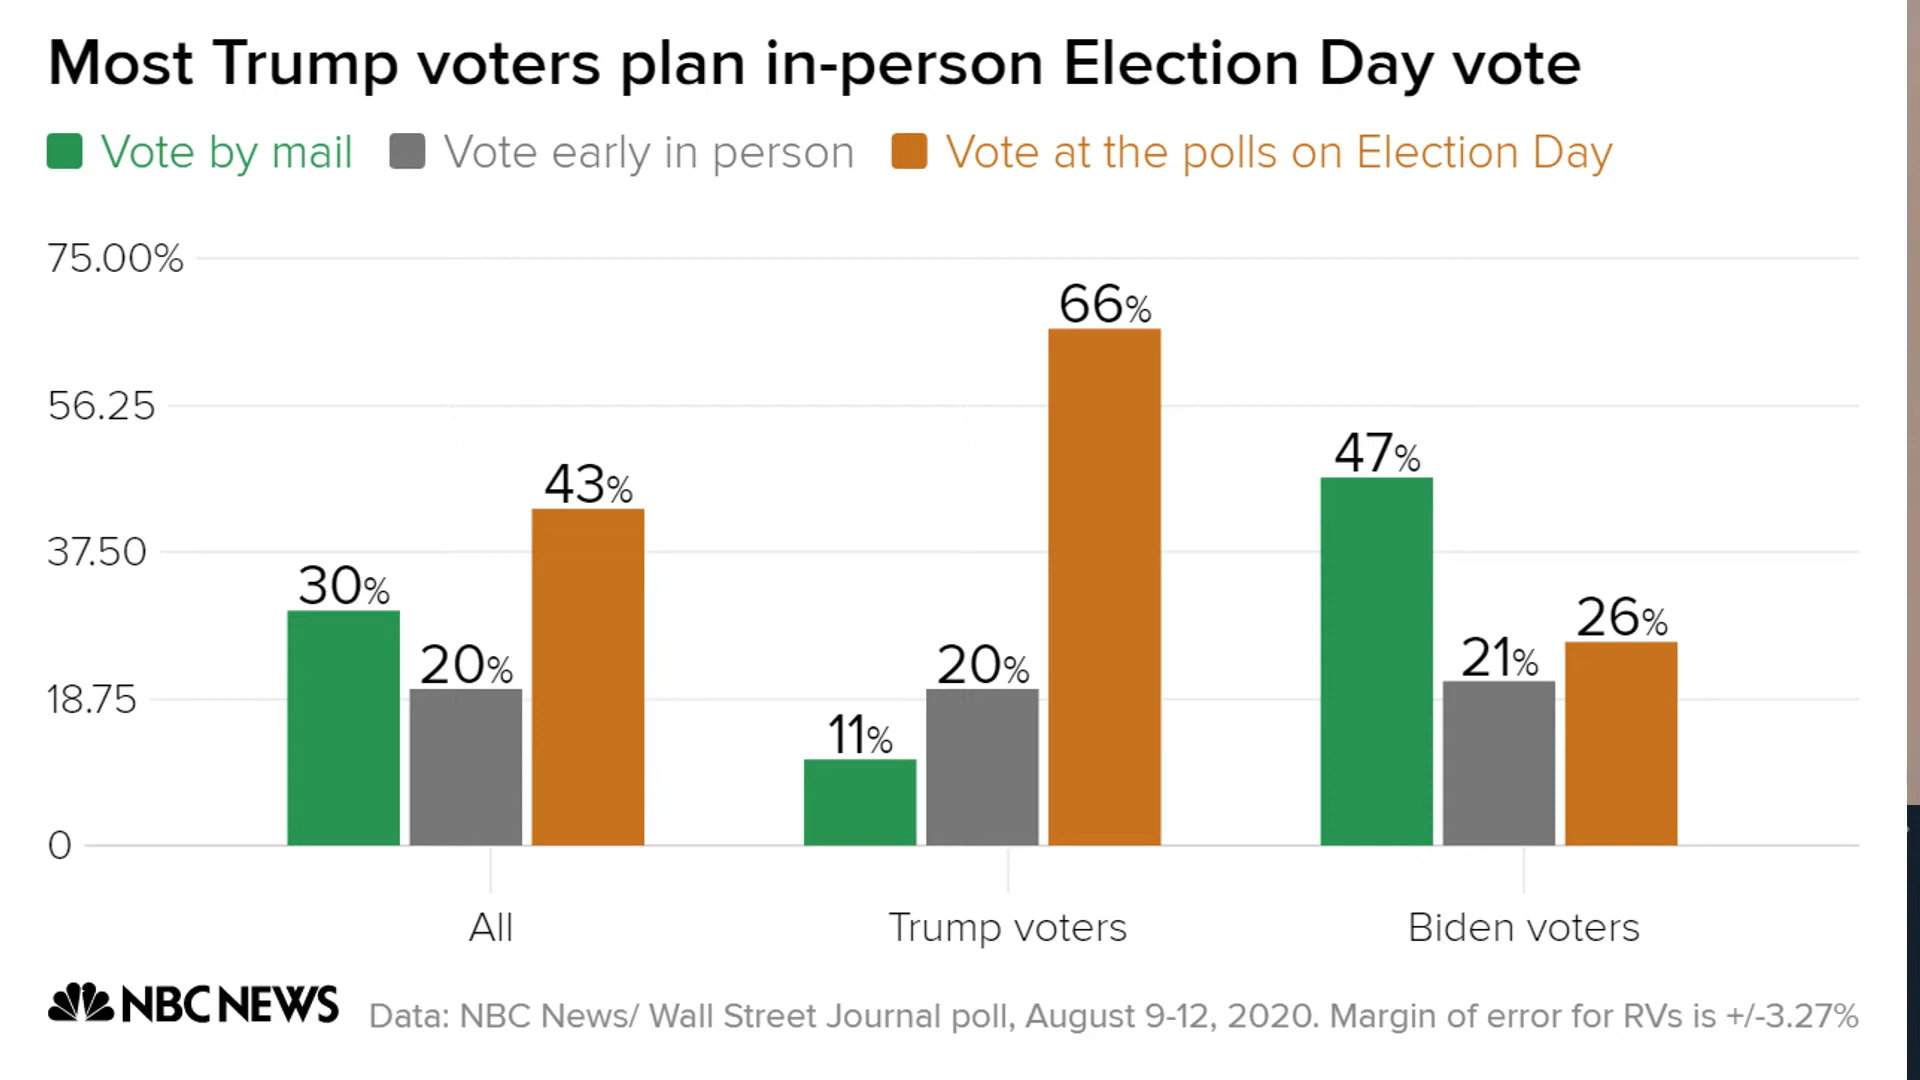 Most Trump voters plan in-person Election Day vote
Vote by mail Vote early in person Vote at the polls on Election Day
75.00%
56.25
37.50
18.75
0
30% 20% 43%
11% 20% 66%
47% 21% 26%
All Trump voters Biden voters
NBC NEWS Data: NBC News/ Wall Street Journal poll, August 9-12, 2020. Margin of error for RVs is +/-3.27%